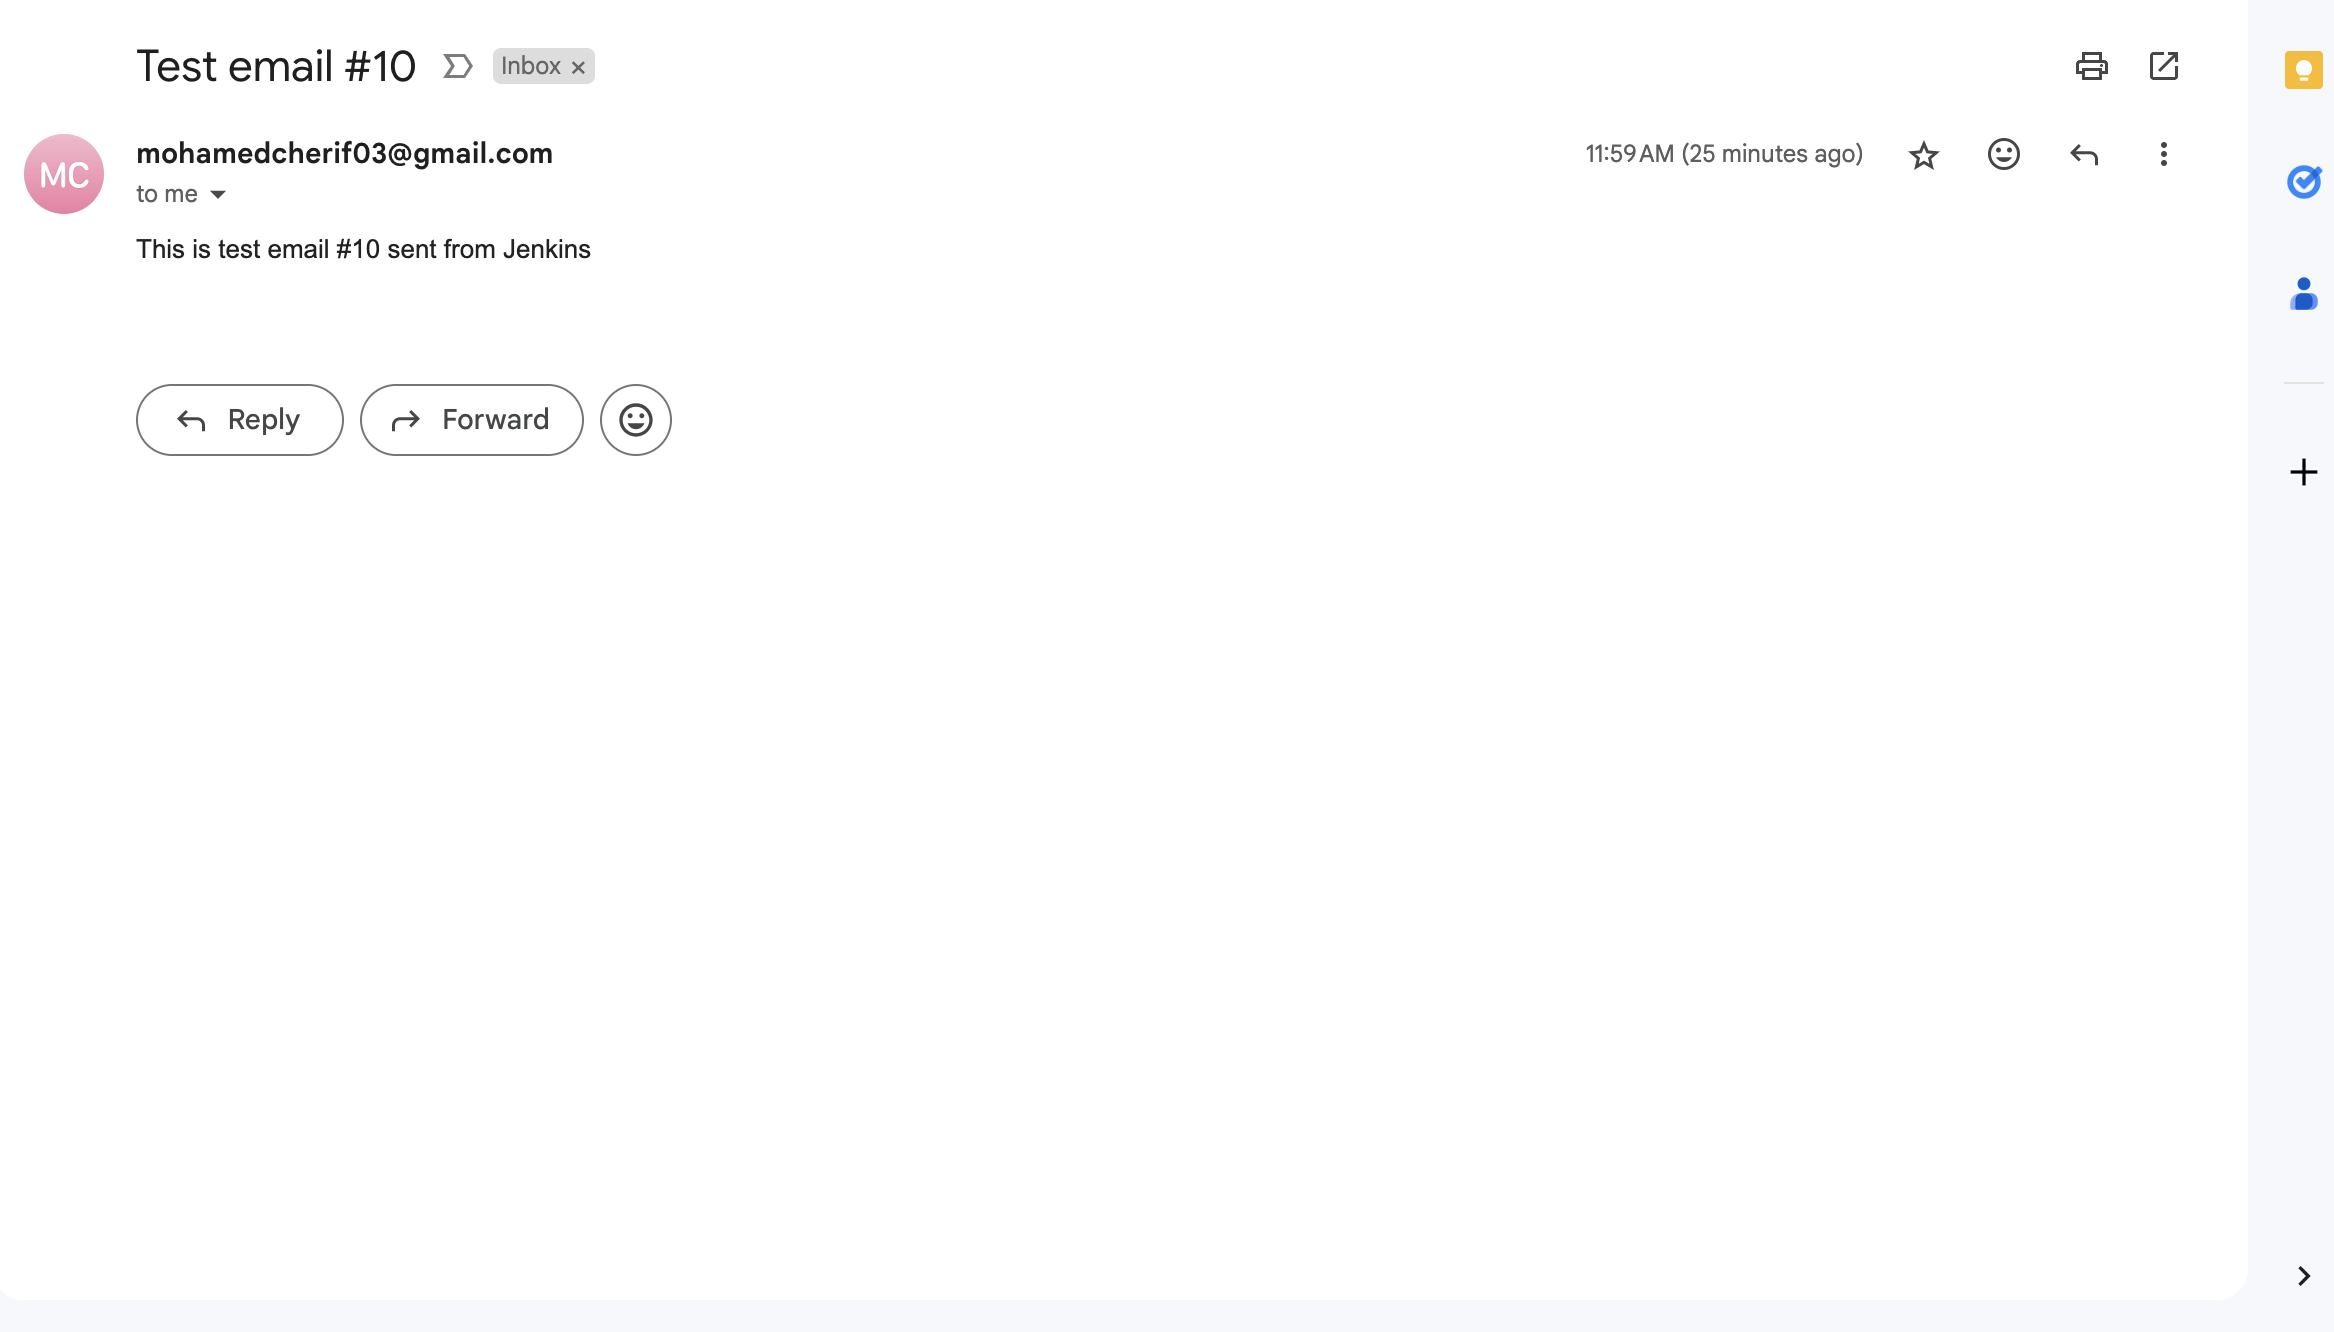 Test email #10 Inbox ×
MC
mohamedcherif03@gmail.com 11:59 AM (25 minutes ago)
to me
This is test email #10 sent from Jenkins
Reply Forward